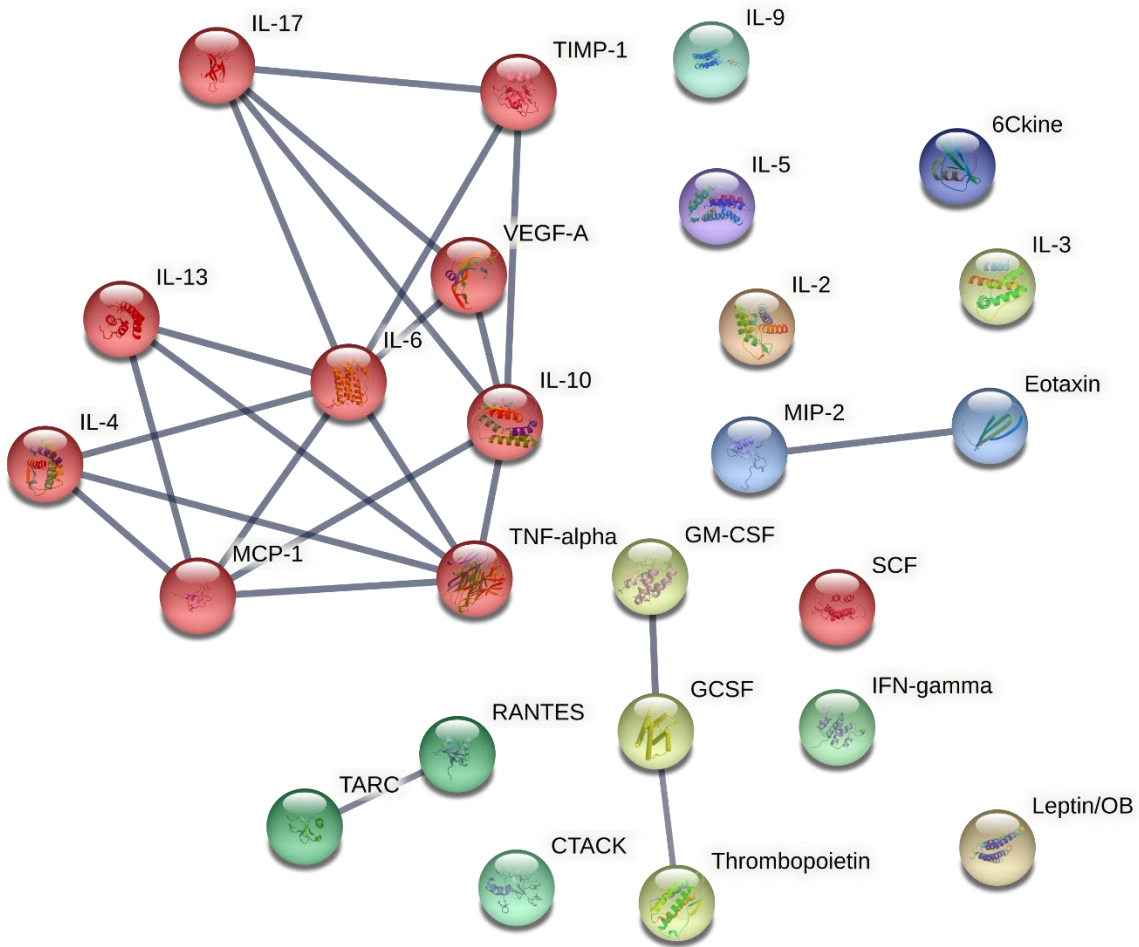 IL-17
TIMP-1
IL-9
6Ckine
IL-5
VEGF-A
IL-3
IL-13
IL-2
IL-6
IL-10
Eotaxin
MIP-2
IL-4
TNF-alpha
GM-CSF
MCP-1
SCF
IFN-gamma
GCSF
RANTES
TARC
Leptin/OB
CTACK
Thrombopoietin